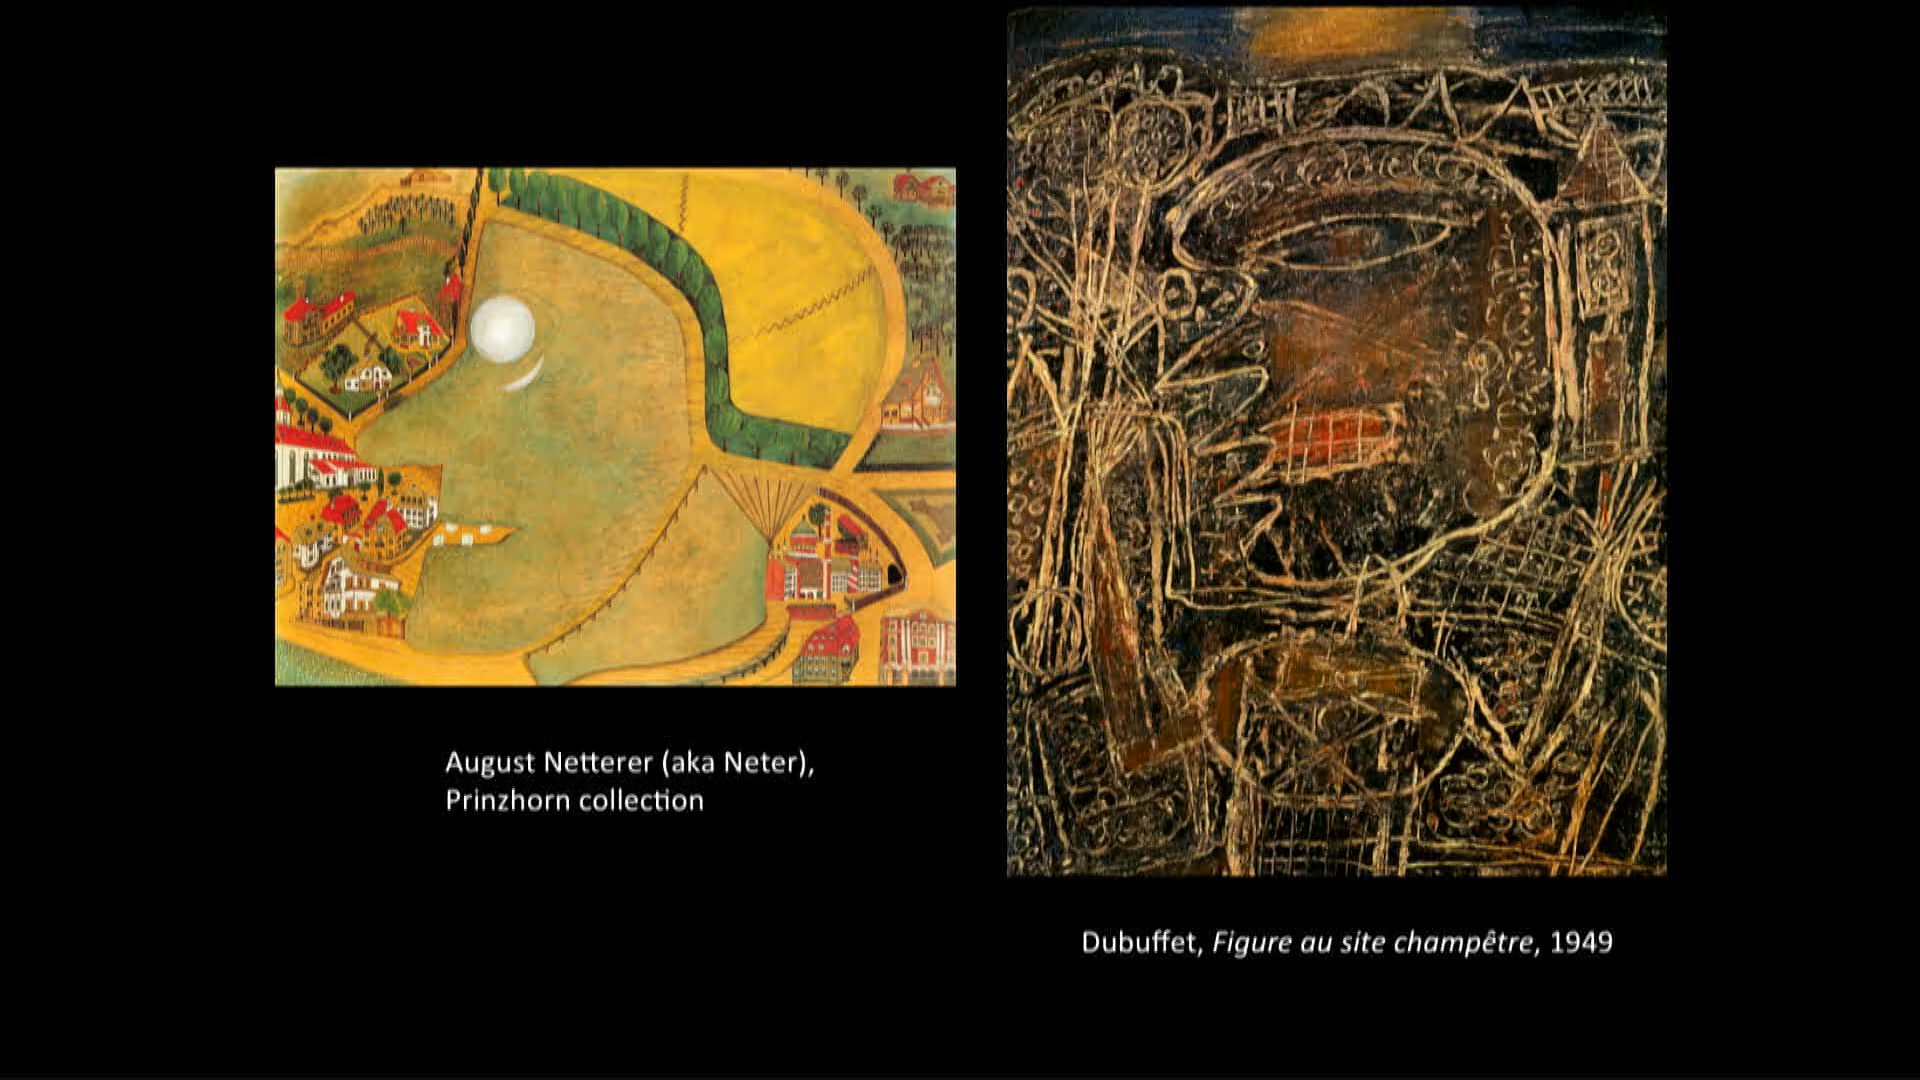 August Netterer (aka Neter),
Prinzhorn collection
Dubuffet, Figure au site champêtre, 1949